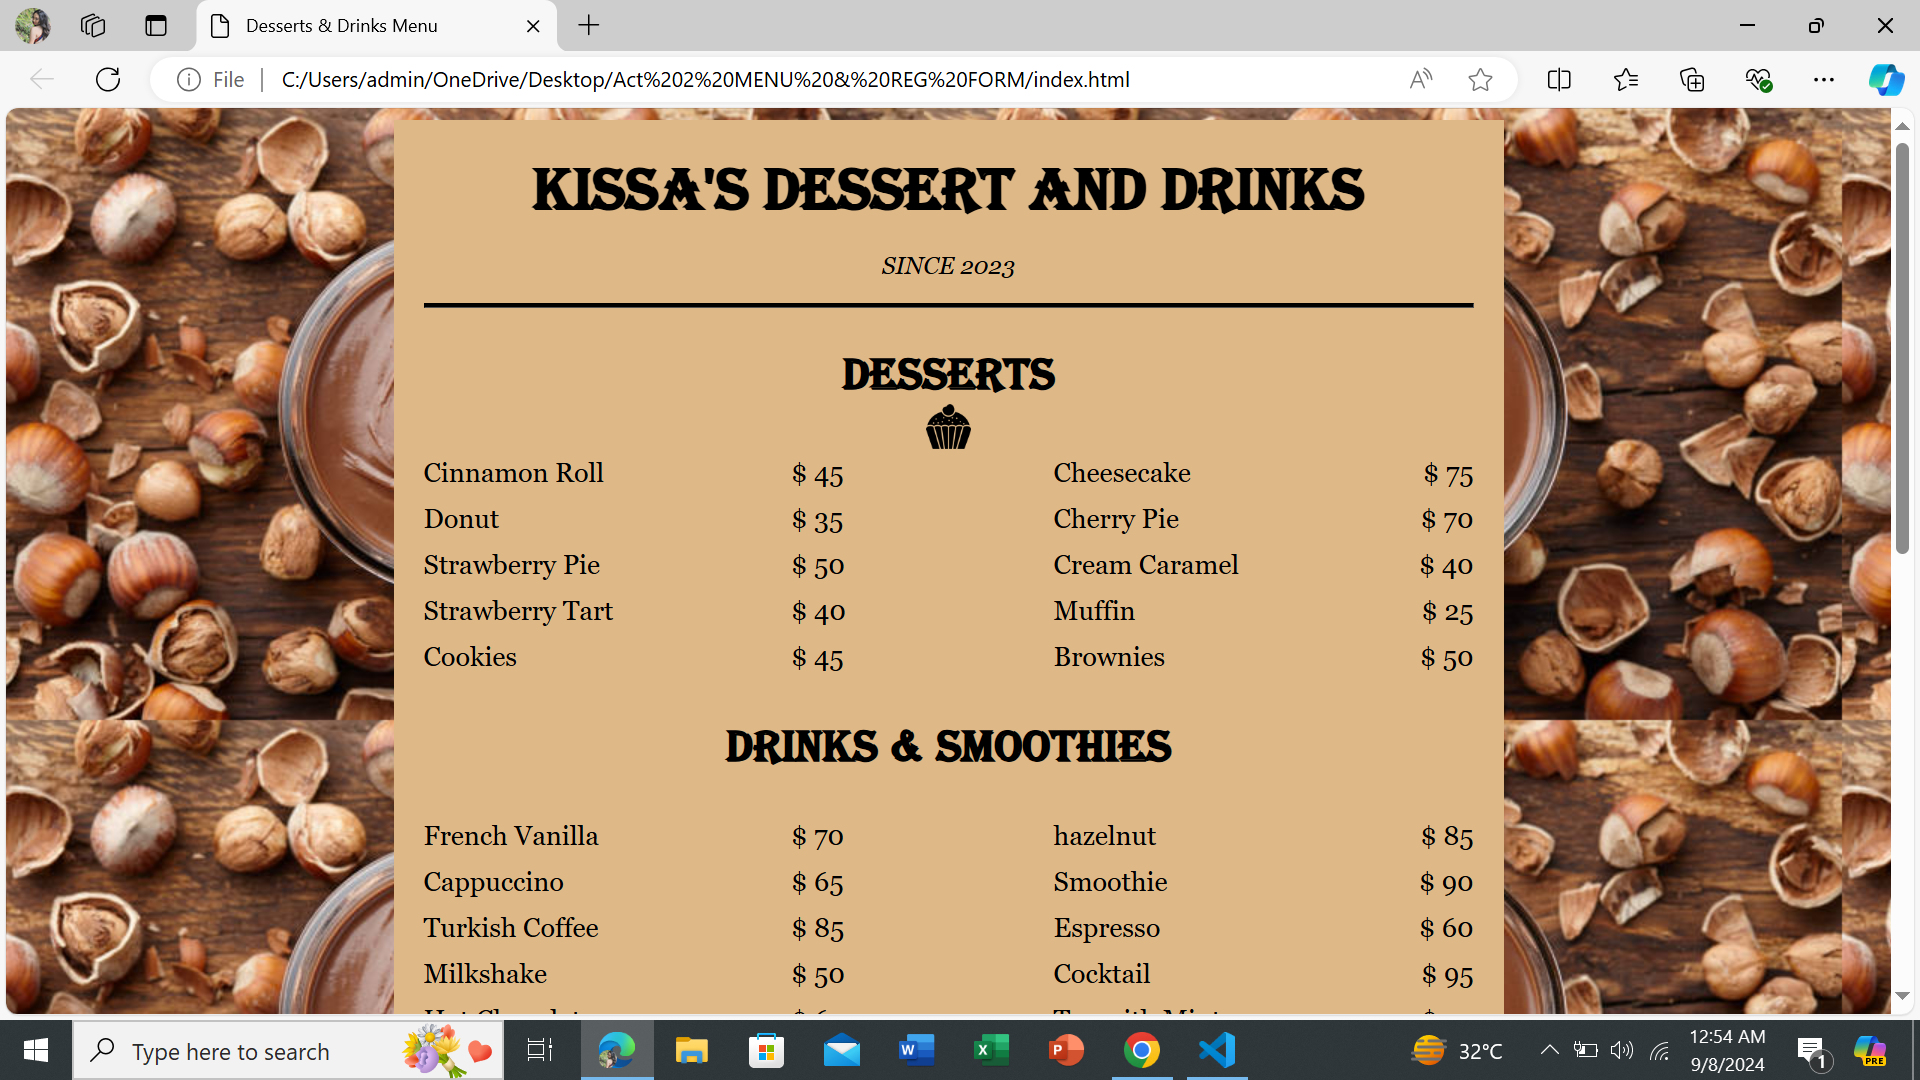 Desserts & Drinks Menu
File
C:/Users/admin/OneDrive/Desktop/Act%202%20MENU%20&%20REG%20FORM/index.html
KISSA'S DESSERT AND DRINKS
SINCE 2023
DESSERTS
Cinnamon Roll $ 45 Cheesecake $ 75
Donut $ 35 Cherry Pie $ 70
Strawberry Pie $ 50 Cream Caramel $ 40
Strawberry Tart $ 40 Muffin $ 25
Cookies $ 45 Brownies $ 50
DRINKS & SMOOTHIES
French Vanilla $ 70 hazelnut $ 85
Cappuccino $ 65 Smoothie $ 90
Turkish Coffee $ 85 Espresso $ 60
Milkshake $ 50 Cocktail $ 95
Type here to search
32°C
12:54 AM
9/8/2024
1
PRE